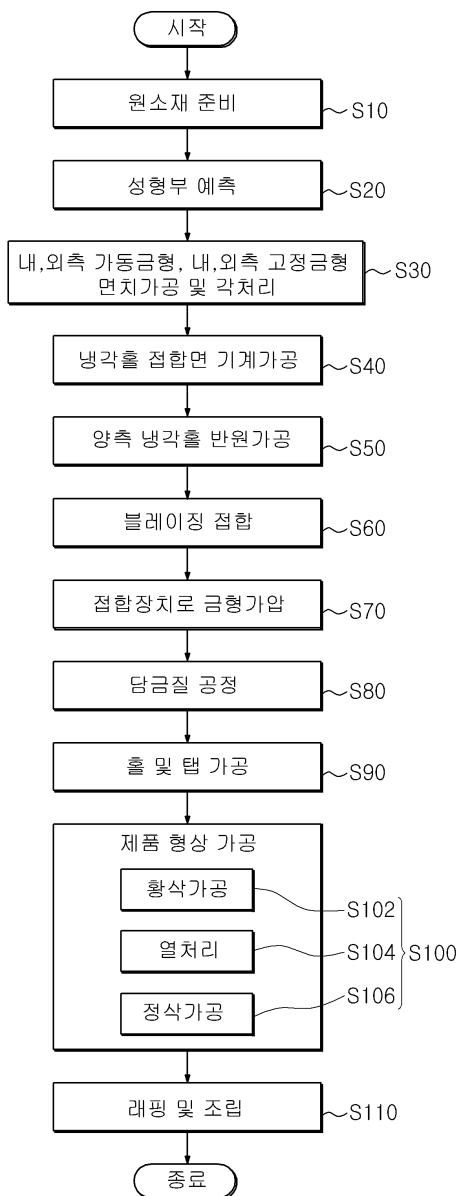 시작
원소재 준비
S10
성형부 예측
S20
내,외측 가동금형, 내,외측 고정금형
면치가공 및 각처리
S30
냉각홀 접합면 기계가공
S40
양측 냉각홀 반원가공
S50
블레이징 접합
S60
접합장치로 금형가압
S70
담금질 공정
S80
홀 및 탭 가공
S90
제품 형상 가공
황삭가공
S102
열처리
S104
S100
정삭가공
S106
래핑 및 조립
S110
종료